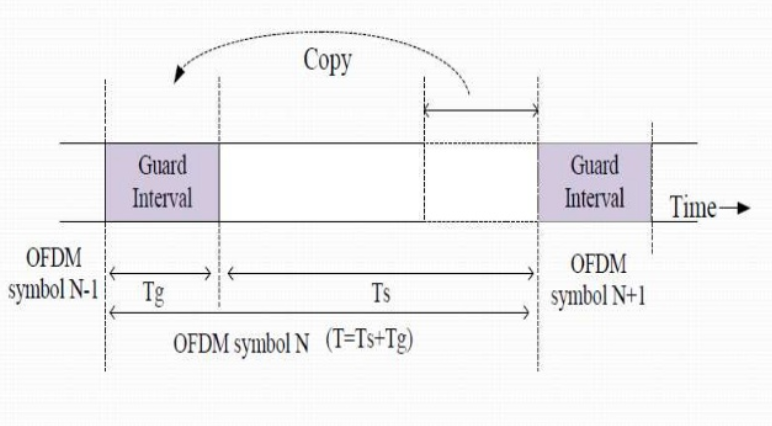 Copy
Guard
Interval
Guard
Interval
Time
OFDM
symbol N-1
Tg
Ts
OFDM
symbol N+1
OFDM symbol N (T=Ts+Tg)